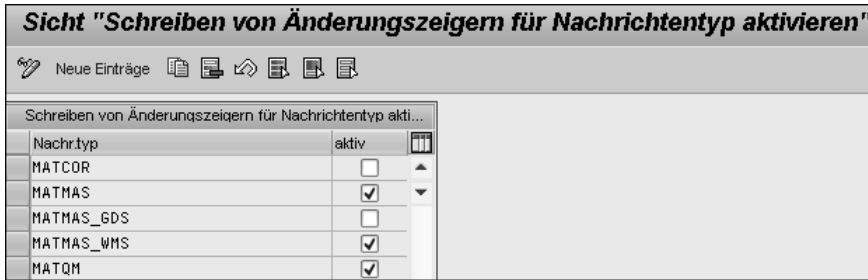 Sicht "Schreiben von Änderungszeigern für Nachrichtentyp aktivieren"
Neue Einträge
Schreiben von Änderungszeigern für Nachrichtentyp akti...
Nachr.typ aktiv
MATCOR
MATMAS
MATMAS_GDS
MATMAS_WMS
MATQM